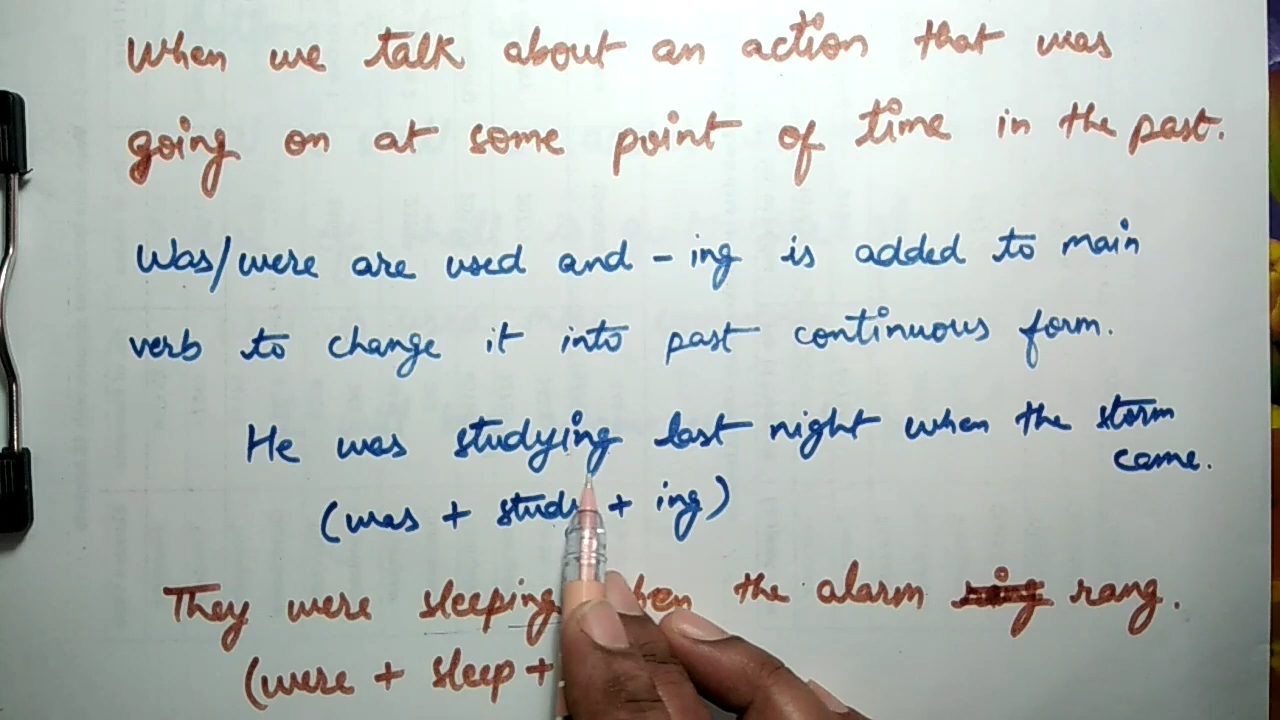 When we talk about an action that was
going on at some point of time in the past.
Was/were are used and -ing is added to main
verb to change it into past continuous form.
He was studying last night when the storm
came.
(was + study + ing)
They were sleeping when the alarm rang.
(were + sleep +